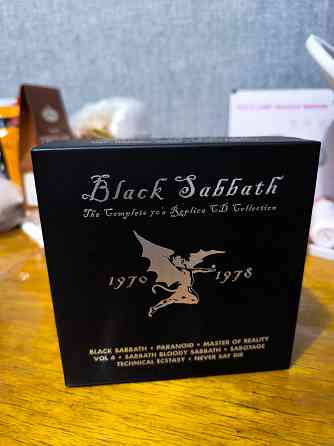 Black Sabbath
The Complete 70's Replica CD Collection
1970 1978
BLACK SABBATH • PARANOID • MASTER OF REALITY
VOL 4 • SABBATH BLOODY SABBATH • SABOTAGE
TECHNICAL ECSTASY • NEVER SAY DIE